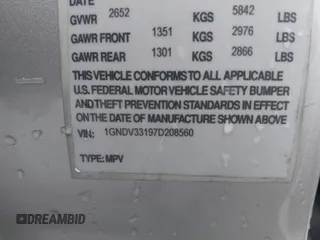 DATE
GVWR 2652 KGS 5842 LBS
GAWR FRONT 1351 KGS 2976 LBS
GAWR REAR 1301 KGS 2866 LBS
THIS VEHICLE CONFORMS TO ALL APPLICABLE
U.S. FEDERAL MOTOR VEHICLE SAFETY BUMPER
AND THEFT PREVENTION STANDARDS IN EFFECT ON
THE DATE OF MANUFACTURE SHOWN ABOVE
VIN: 1GNDV33197D208560
TYPE: MPV
DREAMBID